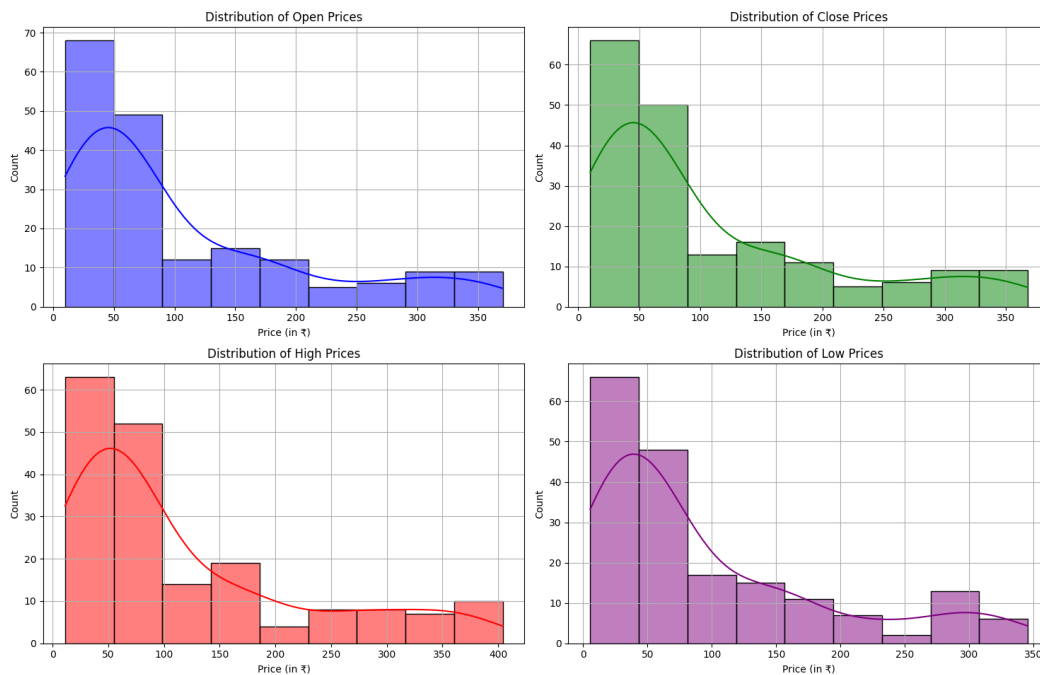 Distribution of Open Prices
Count
70
60
50
40
30
20
10
0
0 50 100 150 200 250 300 350
Price (in ₹)
Distribution of Close Prices
Count
60
50
40
30
20
10
0
0 50 100 150 200 250 300 350
Price (in ₹)
Distribution of High Prices
Count
60
50
40
30
20
10
0
0 50 100 150 200 250 300 350 400
Price (in ₹)
Distribution of Low Prices
Count
60
50
40
30
20
10
0
0 50 100 150 200 250 300 350
Price (in ₹)